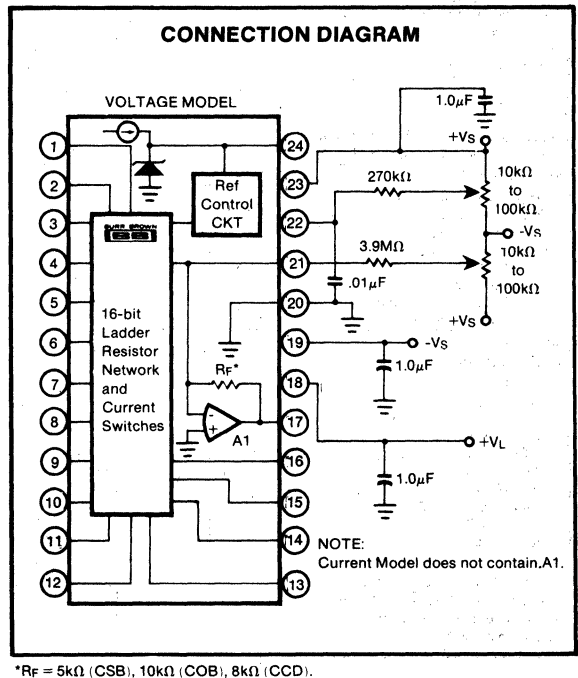 CONNECTION DIAGRAM
VOLTAGE MODEL
1.0μF
+VS
1
24
2
23
270kΩ
10kΩ
to
100kΩ
Ref
Control
CKT
3
22
BURR BROWN
-VS
4
21
3.9MΩ
10kΩ
to
100kΩ
.01μF
5
20
+VS
16-bit
Ladder
Resistor
Network
and
Current
Switches
6
19
-VS
1.0μF
RF*
7
18
-
+
A1
8
17
+VL
9
16
1.0μF
10
15
11
14
12
13
NOTE:
Current Model does not contain.A1.
*RF = 5kΩ (CSB), 10kΩ (COB), 8kΩ (CCD).